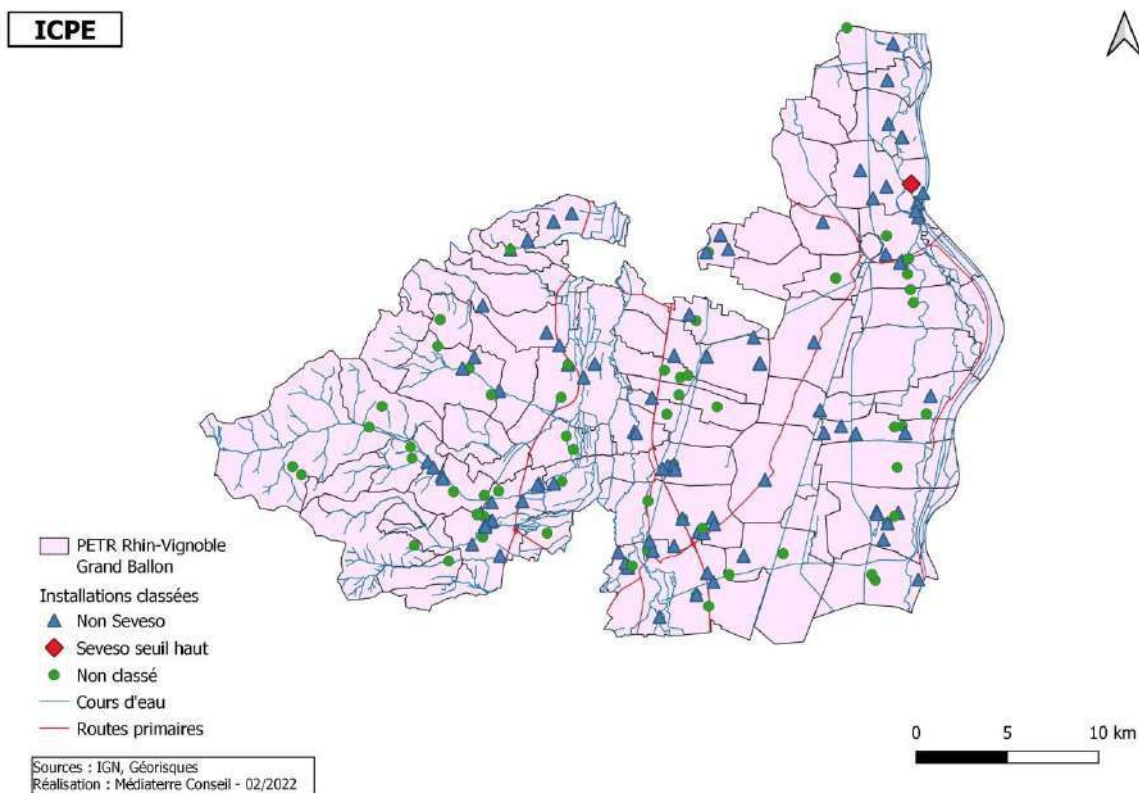 ICPE
PETR Rhin-Vignoble
Grand Ballon
Installations classées
Non Seveso
Seveso seuil haut
Non classé
Cours d'eau
Routes primaires
0 5 10 km
Sources : IGN, Géorisques
Réalisation : Médiaterre Conseil - 02/2022